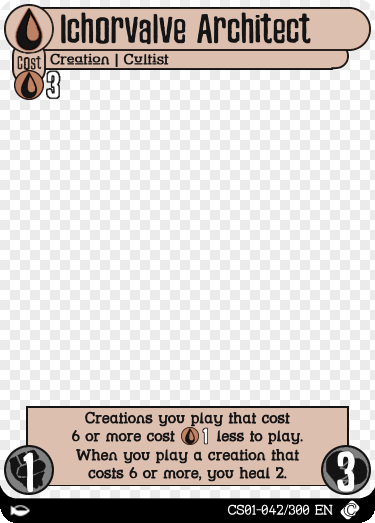 Ichorvalve Architect
Cost
Creation | Cultist
3
Creations you play that cost
6 or more cost 1 less to play.
When you play a creation that
costs 6 or more, you heal 2.
1
3
CS01-042/300 EN